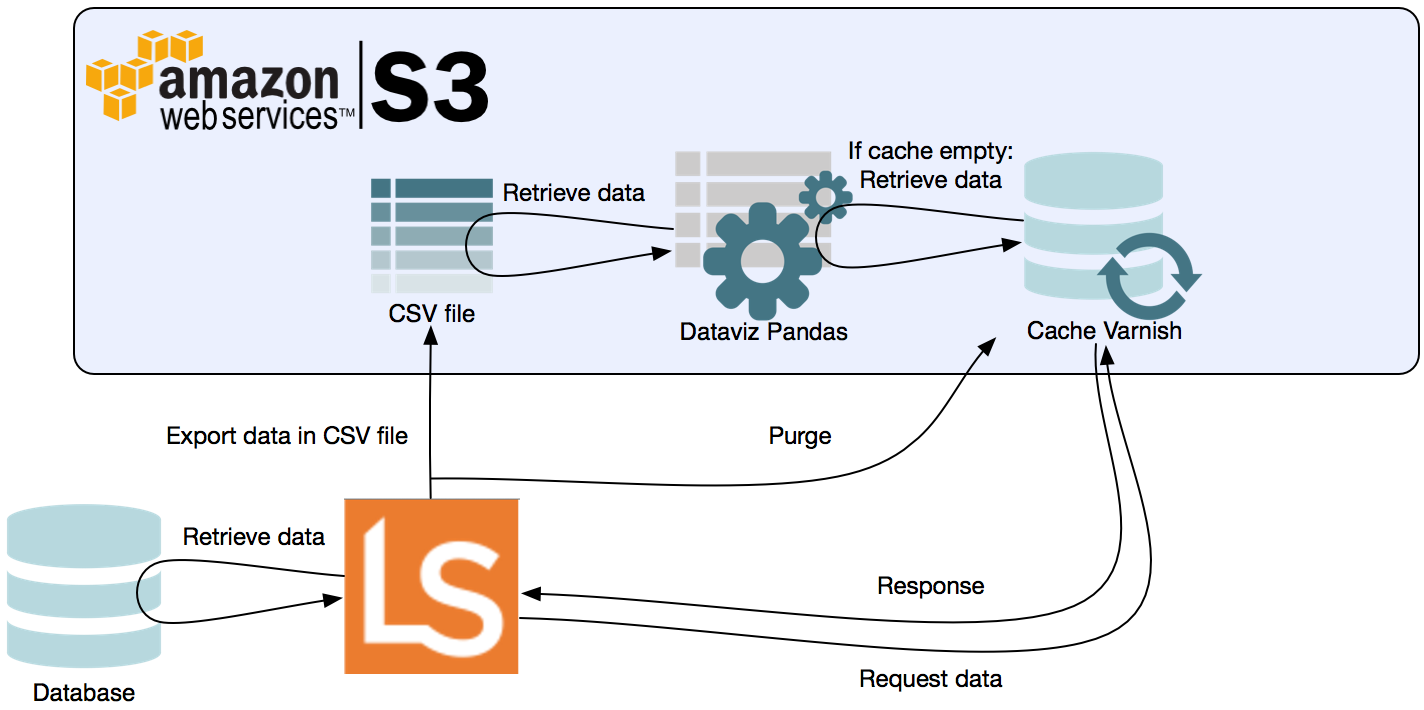 amazon
web services™
S3
If cache empty:
Retrieve data
Retrieve data
CSV file
Dataviz Pandas
Cache Varnish
Export data in CSV file
Purge
Retrieve data
LS
Response
Request data
Database